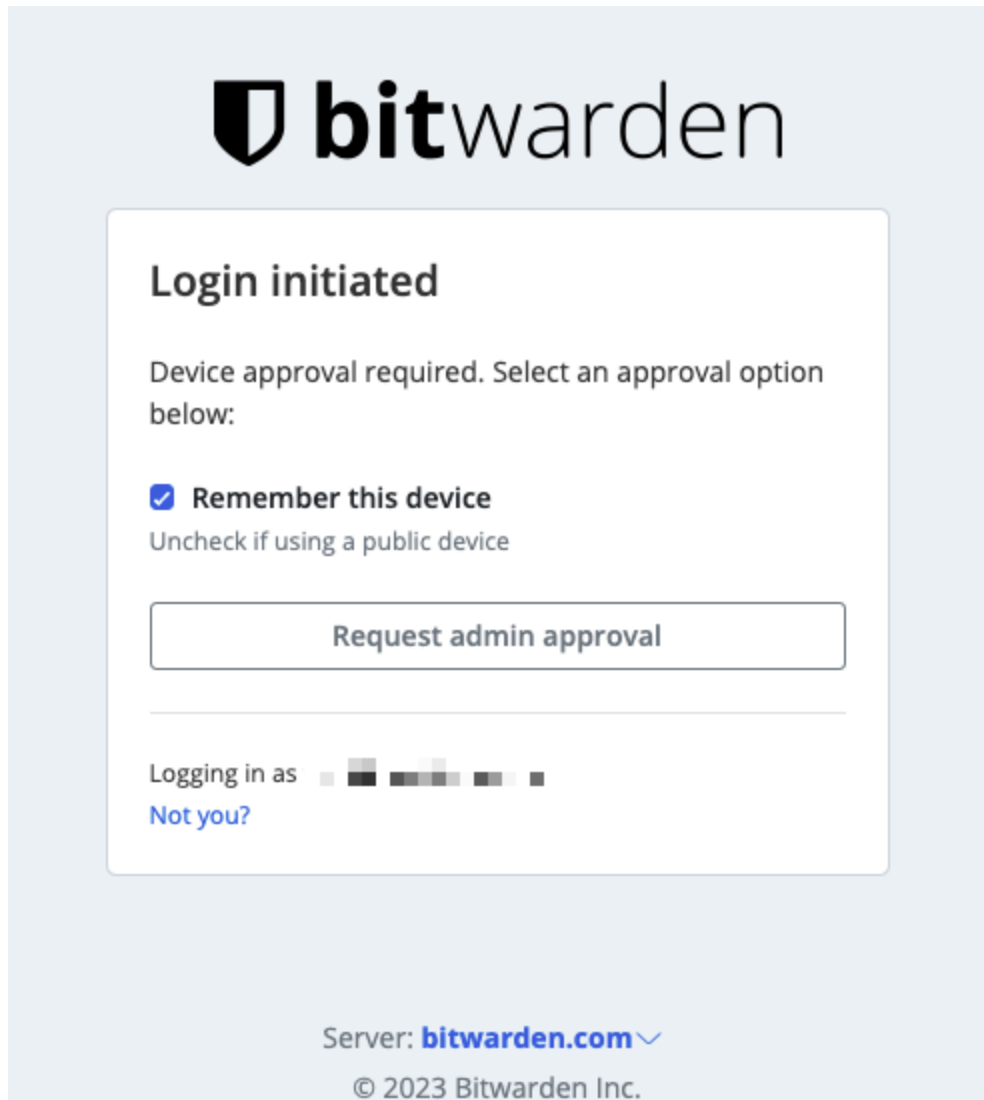 bitwarden
Login initiated
Device approval required. Select an approval option
below:
Remember this device
Uncheck if using a public device
Request admin approval
Logging in as
Not you?
Server: bitwarden.com
© 2023 Bitwarden Inc.